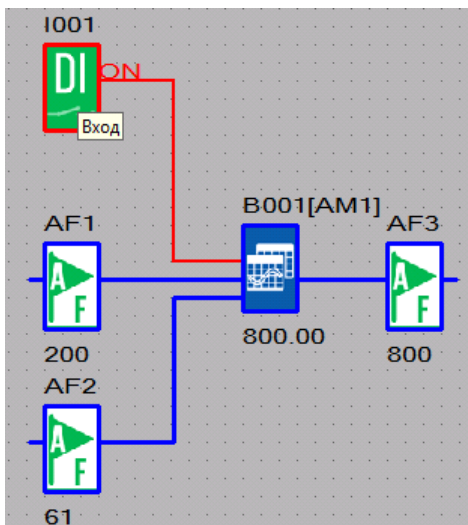 I001
DI
ON
Вход
B001[AM1]
AF1
AF3
A
F
A
F
800.00
200
800
AF2
A
F
61